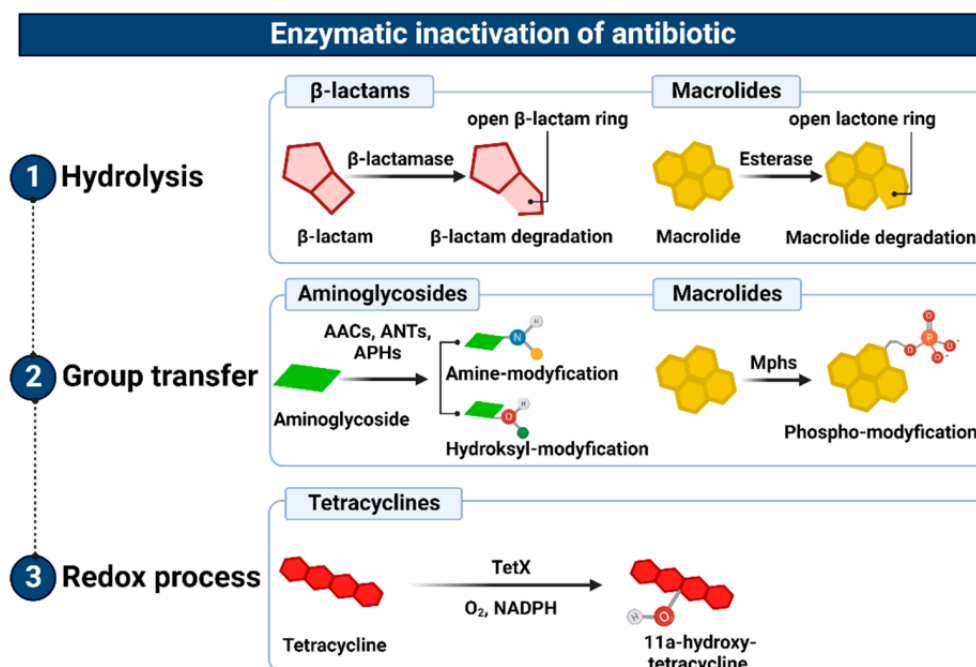 Enzymatic inactivation of antibiotic
1 Hydrolysis
β-lactams
open β-lactam ring
β-lactamase
β-lactam
β-lactam degradation
Macrolides
open lactone ring
Esterase
Macrolide
Macrolide degradation
2 Group transfer
Aminoglycosides
AACs, ANTs,
APHs
Aminoglycoside
H
N
Amine-modyfication
H
O
Hydroksyl-modyfication
Macrolides
Mphs
O
P
O
O-
O-
Phospho-modyfication
3 Redox process
Tetracyclines
TetX
O₂, NADPH
Tetracycline
H
O
11a-hydroxy-
tetracycline